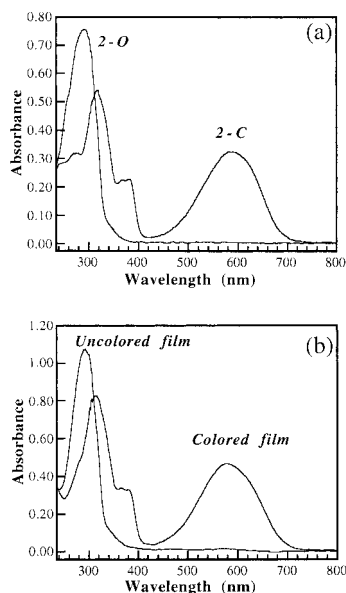 (a)
0.80
0.70
0.60
0.50
0.40
0.30
0.20
0.10
0.00
Absorbance
2-O
2-C
300 400 500 600 700 800
Wavelength (nm)
(b)
1.20
1.00
0.80
0.60
0.40
0.20
0.00
Absorbance
Uncolored film
Colored film
300 400 500 600 700 800
Wavelength (nm)